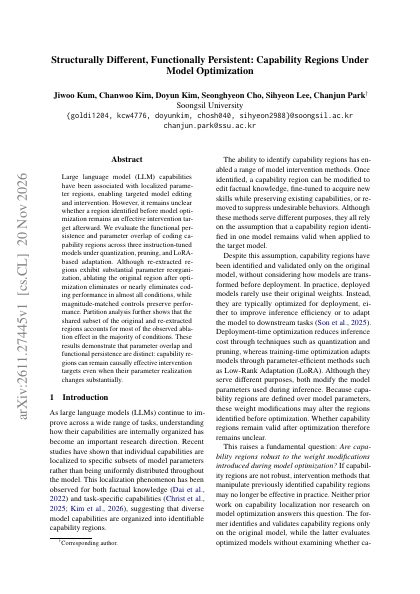 Structurally Different, Functionally Persistent: Capability Regions Under
Model Optimization
Jiwoo Kum, Chanwoo Kim, Doyun Kim, Seonghyeon Cho, Sihyeon Lee, Chanjun Park†
Soongsil University
{goldi1204, kcw4776, doyunkim, chosh040, sihyeon2988}@soongsil.ac.kr
chanjun.park@ssu.ac.kr
arXiv:2611.27445v1 [cs.CL] 20 Nov 2026
Abstract
Large language model (LLM) capabilities
have been associated with localized parame-
ter regions, enabling targeted model editing
and intervention. However, it remains unclear
whether a region identified before model opti-
mization remains an effective intervention tar-
get afterward. We evaluate the functional per-
sistence and parameter overlap of coding ca-
pability regions across three instruction-tuned
models under quantization, pruning, and LoRA-
based adaptation. Although re-extracted re-
gions exhibit substantial parameter reorgani-
zation, ablating the original region after opti-
mization eliminates or nearly eliminates cod-
ing performance in almost all conditions, while
magnitude-matched controls preserve perfor-
mance. Partition analysis further shows that the
shared subset of the original and re-extracted
regions accounts for most of the observed abla-
tion effect in the majority of conditions. These
results demonstrate that parameter overlap and
functional persistence are distinct: capability re-
gions can remain causally effective intervention
targets even when their parameter realization
changes substantially.
1 Introduction
As large language models (LLMs) continue to im-
prove across a wide range of tasks, understanding
how their capabilities are internally organized has
become an important research direction. Recent
studies have shown that individual capabilities can
be localized to specific subsets of model parameters
rather than being uniformly distributed throughout
the model. This localization phenomenon has been
observed for both factual knowledge (Dai et al.,
2022) and task-specific capabilities (Christ et al.,
2025; Kim et al., 2026), suggesting that diverse
model capabilities are organized into identifiable
capability regions.
†Corresponding author.
The ability to identify capability regions has en-
abled a range of model intervention methods. Once
identified, a capability region can be modified to
edit factual knowledge, fine-tuned to acquire new
skills while preserving existing capabilities, or re-
moved to suppress undesirable behaviors. Although
these methods serve different purposes, they all rely
on the assumption that a capability region identi-
fied in one model remains valid when applied to
the target model.
Despite this assumption, capability regions have
been identified and validated only on the original
model, without considering how models are trans-
formed before deployment. In practice, deployed
models rarely use their original weights. Instead,
they are typically optimized for deployment, ei-
ther to improve inference efficiency or to adapt
the model to downstream tasks (Son et al., 2025).
Deployment-time optimization reduces inference
cost through techniques such as quantization and
pruning, whereas training-time optimization adapts
models through parameter-efficient methods such
as Low-Rank Adaptation (LoRA). Although they
serve different purposes, both modify the model
parameters used during inference. Because capa-
bility regions are defined over model parameters,
these weight modifications may alter the regions
identified before optimization. Whether capability
regions remain valid after optimization therefore
remains unclear.
This raises a fundamental question: Are capa-
bility regions robust to the weight modifications
introduced during model optimization? If capabil-
ity regions are not robust, intervention methods that
manipulate previously identified capability regions
may no longer be effective in practice. Neither prior
work on capability localization nor research on
model optimization answers this question. The for-
mer identifies and validates capability regions only
on the original model, while the latter evaluates
optimized models without examining whether ca-